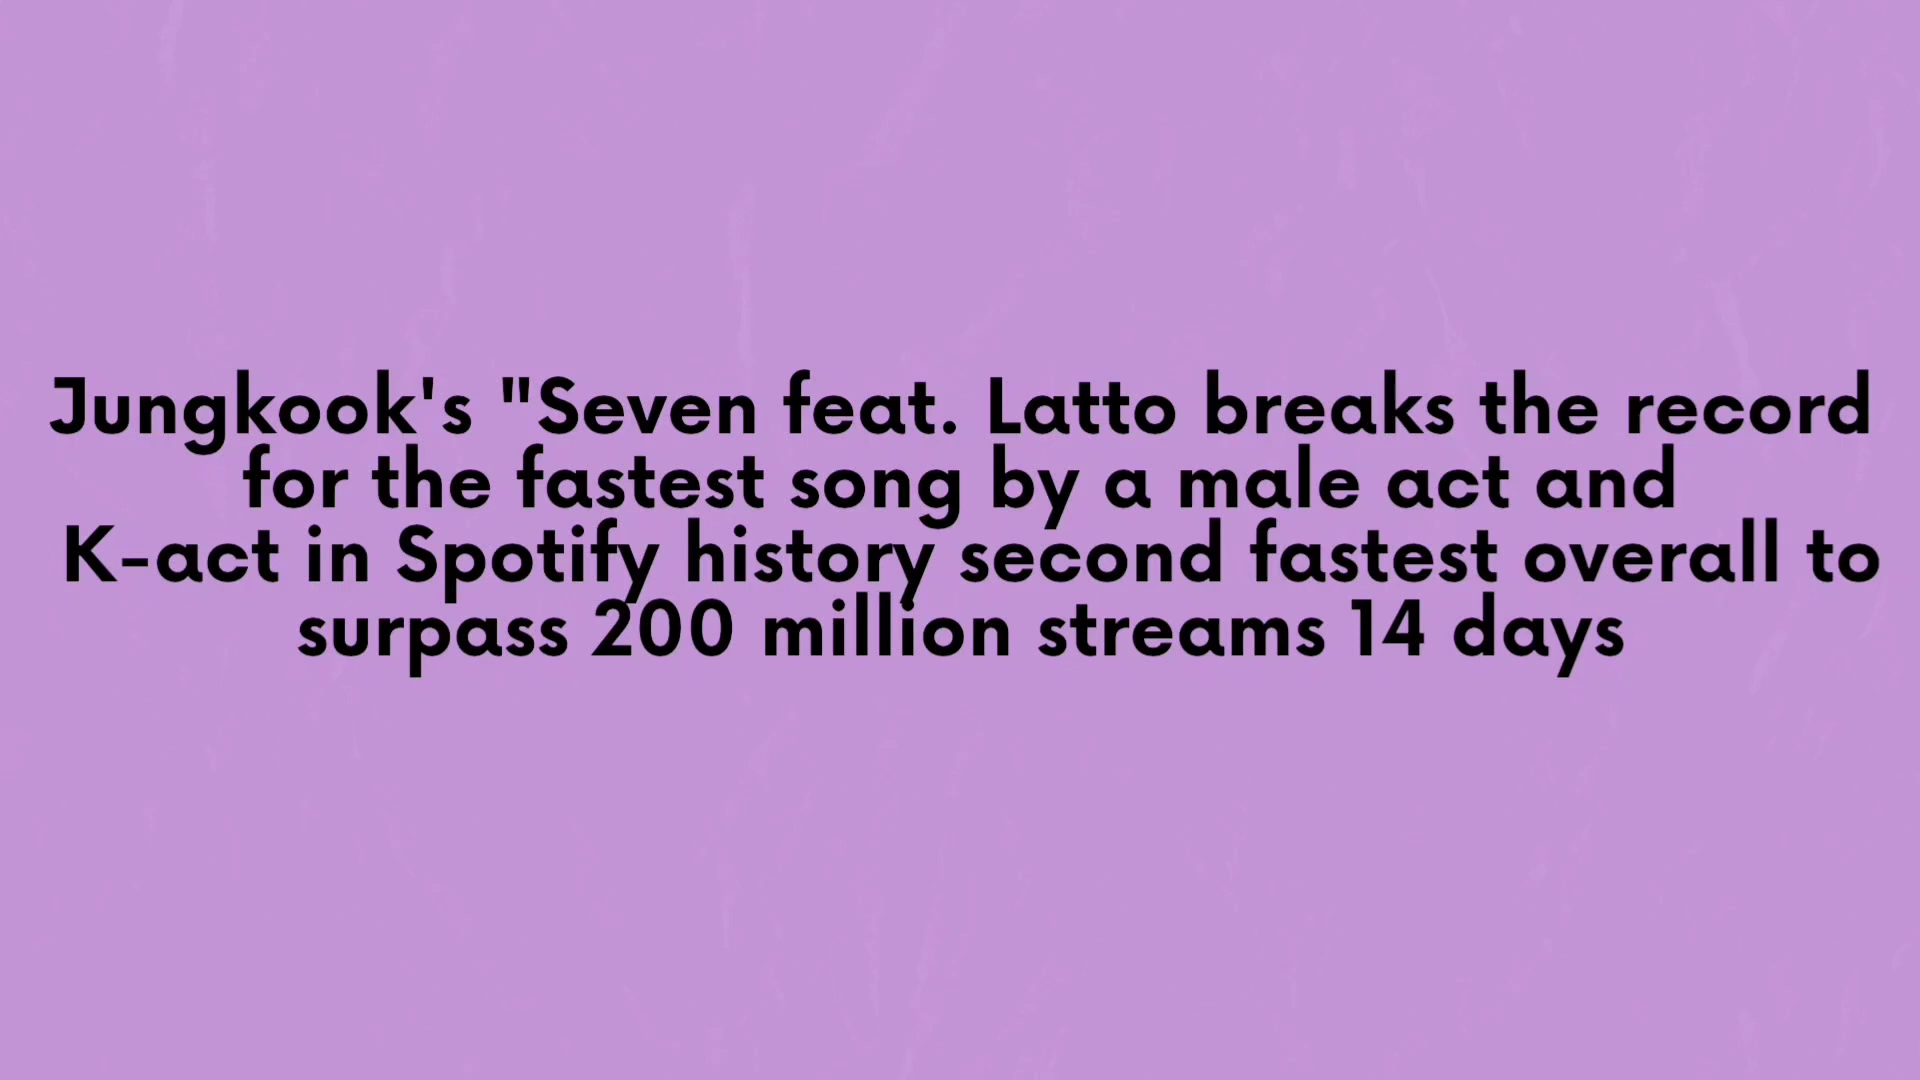 Jungkook's "Seven feat. Latto breaks the record
for the fastest song by a male act and
K-act in Spotify history second fastest overall to
surpass 200 million streams 14 days